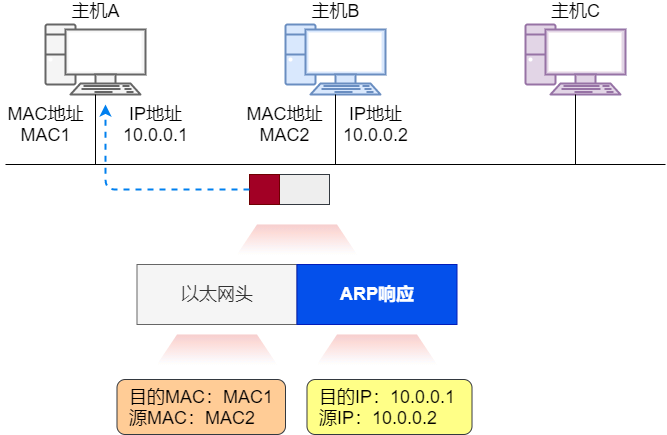 主机A
主机B
主机C
MAC地址
MAC1
IP地址
10.0.0.1
MAC地址
MAC2
IP地址
10.0.0.2
以太网头
ARP响应
目的MAC：MAC1
源MAC：MAC2
目的IP：10.0.0.1
源IP：10.0.0.2